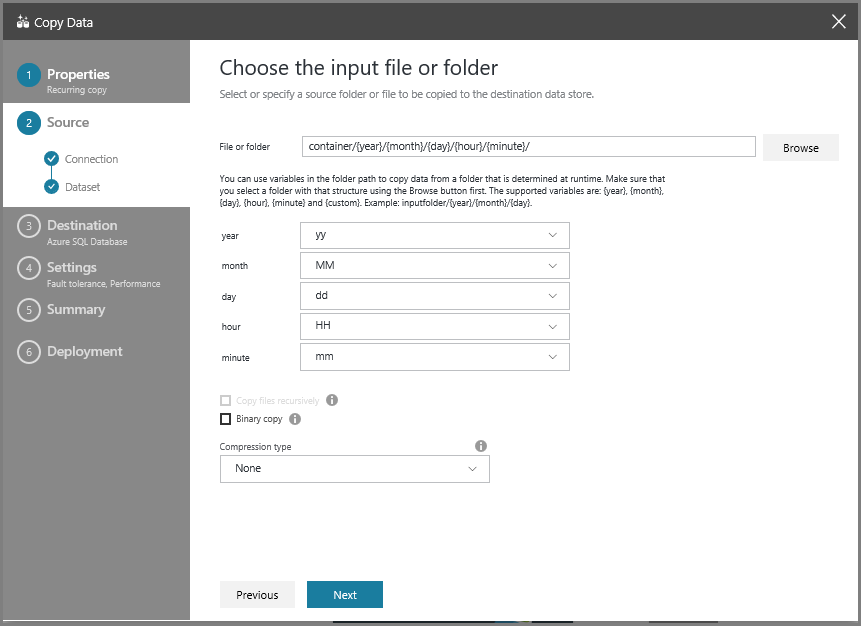 Copy Data
1 Properties
Recurring copy
2 Source
Connection
Dataset
3 Destination
Azure SQL Database
4 Settings
Fault tolerance, Performance
5 Summary
6 Deployment
Choose the input file or folder
Select or specify a source folder or file to be copied to the destination data store.
File or folder container/{year}/{month}/{day}/{hour}/{minute}/ Browse
You can use variables in the folder path to copy data from a folder that is determined at runtime. Make sure that
you select a folder with that structure using the Browse button first. The supported variables are: {year}, {month},
{day}, {hour}, {minute} and {custom}. Example: inputfolder/{year}/{month}/{day}.
year yy
month MM
day dd
hour HH
minute mm
Copy files recursively
Binary copy
Compression type
None
Previous Next